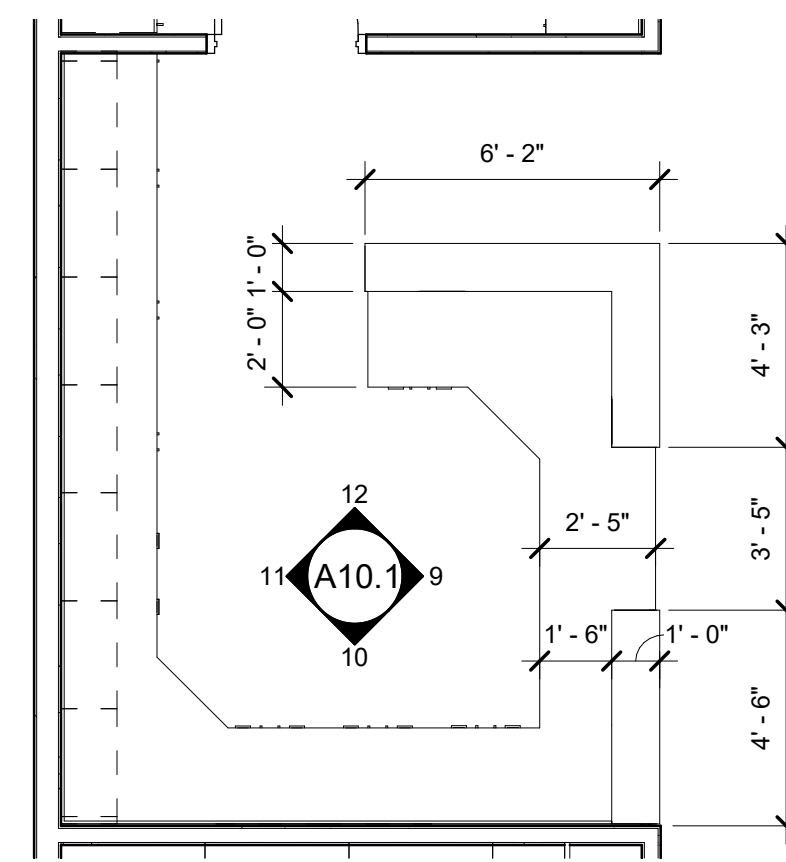 6' - 2"
1' - 0"
2' - 0"
4' - 3"
12
2' - 5"
3' - 5"
11
A10.1
9
1' - 6"
1' - 0"
10
4' - 6"